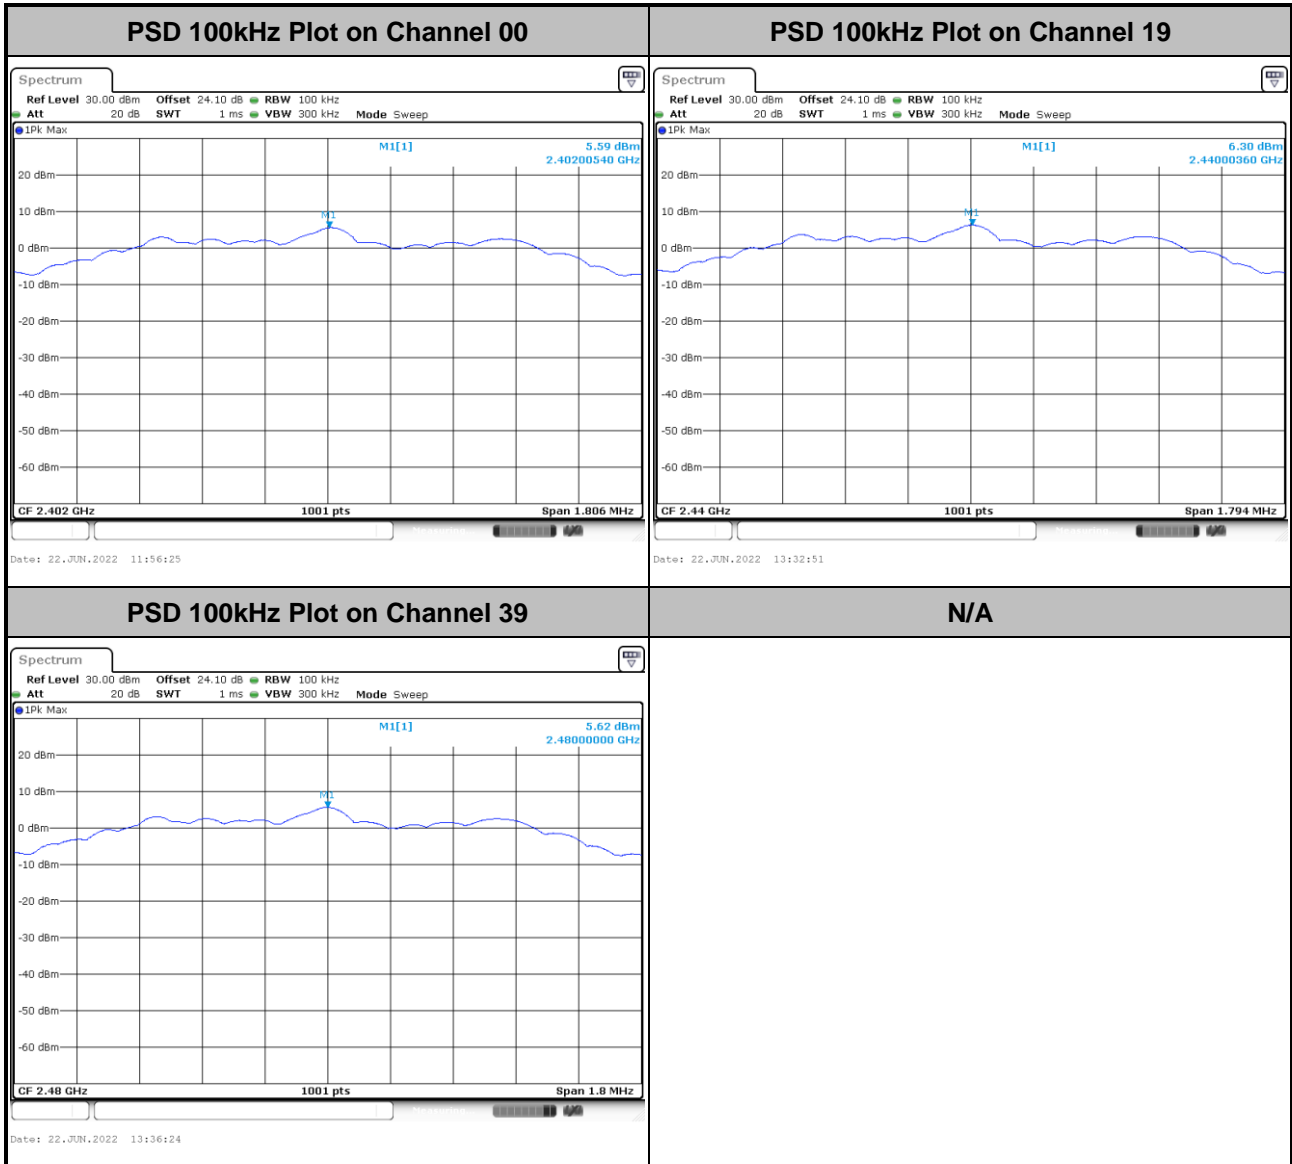 PSD 100kHz Plot on Channel 00
PSD 100kHz Plot on Channel 19
Spectrum
Ref Level 30.00 dBm Offset 24.10 dB RBW 100 kHz
Att 20 dB SWT 1 ms VBW 300 kHz Mode Sweep
1Pk Max
M1[1] 5.59 dBm
2.40200540 GHz
20 dBm
10 dBm
M1
0 dBm
-10 dBm
-20 dBm
-30 dBm
-40 dBm
-50 dBm
-60 dBm
CF 2.402 GHz 1001 pts Span 1.806 MHz
Date: 22.JUN.2022 11:56:25
Spectrum
Ref Level 30.00 dBm Offset 24.10 dB RBW 100 kHz
Att 20 dB SWT 1 ms VBW 300 kHz Mode Sweep
1Pk Max
M1[1] 6.30 dBm
2.44000360 GHz
20 dBm
10 dBm
M1
0 dBm
-10 dBm
-20 dBm
-30 dBm
-40 dBm
-50 dBm
-60 dBm
CF 2.44 GHz 1001 pts Span 1.794 MHz
Date: 22.JUN.2022 13:32:51
PSD 100kHz Plot on Channel 39
N/A
Spectrum
Ref Level 30.00 dBm Offset 24.10 dB RBW 100 kHz
Att 20 dB SWT 1 ms VBW 300 kHz Mode Sweep
1Pk Max
M1[1] 5.62 dBm
2.48000000 GHz
20 dBm
10 dBm
M1
0 dBm
-10 dBm
-20 dBm
-30 dBm
-40 dBm
-50 dBm
-60 dBm
CF 2.48 GHz 1001 pts Span 1.8 MHz
Date: 22.JUN.2022 13:36:24